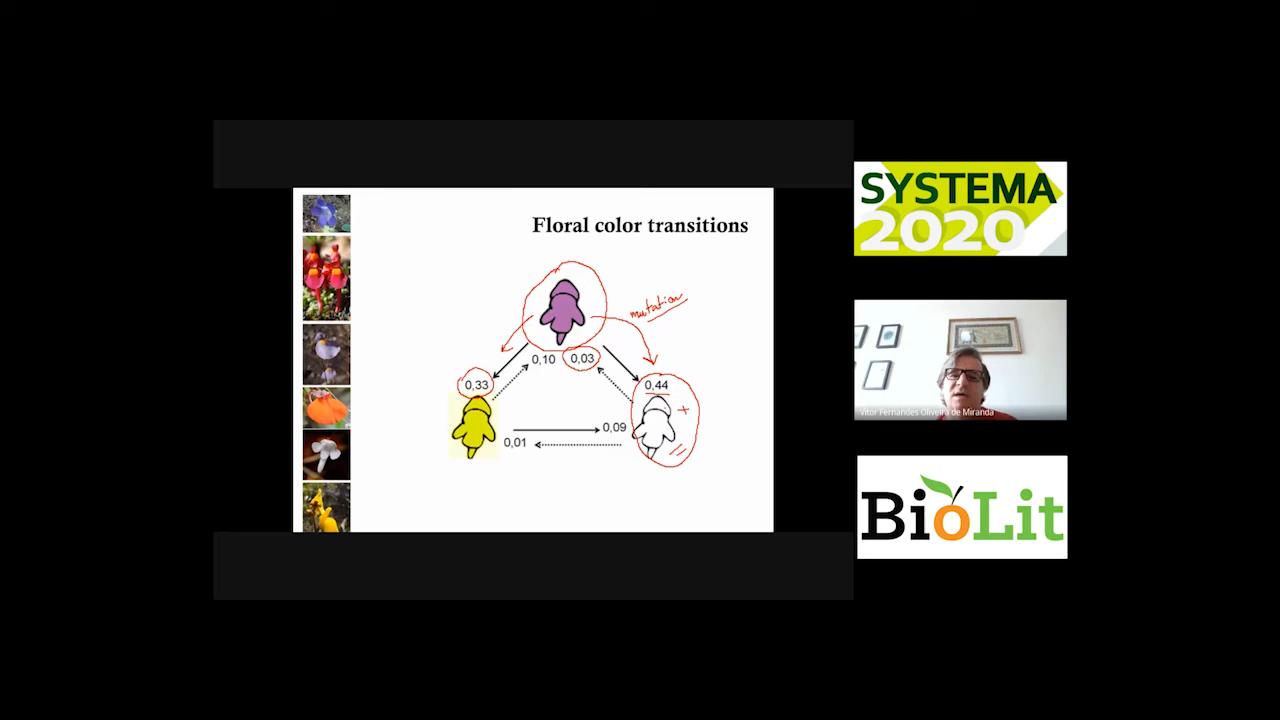 Floral color transitions
mutation
0,10
0,03
0,33
0,44
+
0,09
0,01
SYSTEMA
2020
Vitor Fernandes Oliveira de Miranda
BioLit